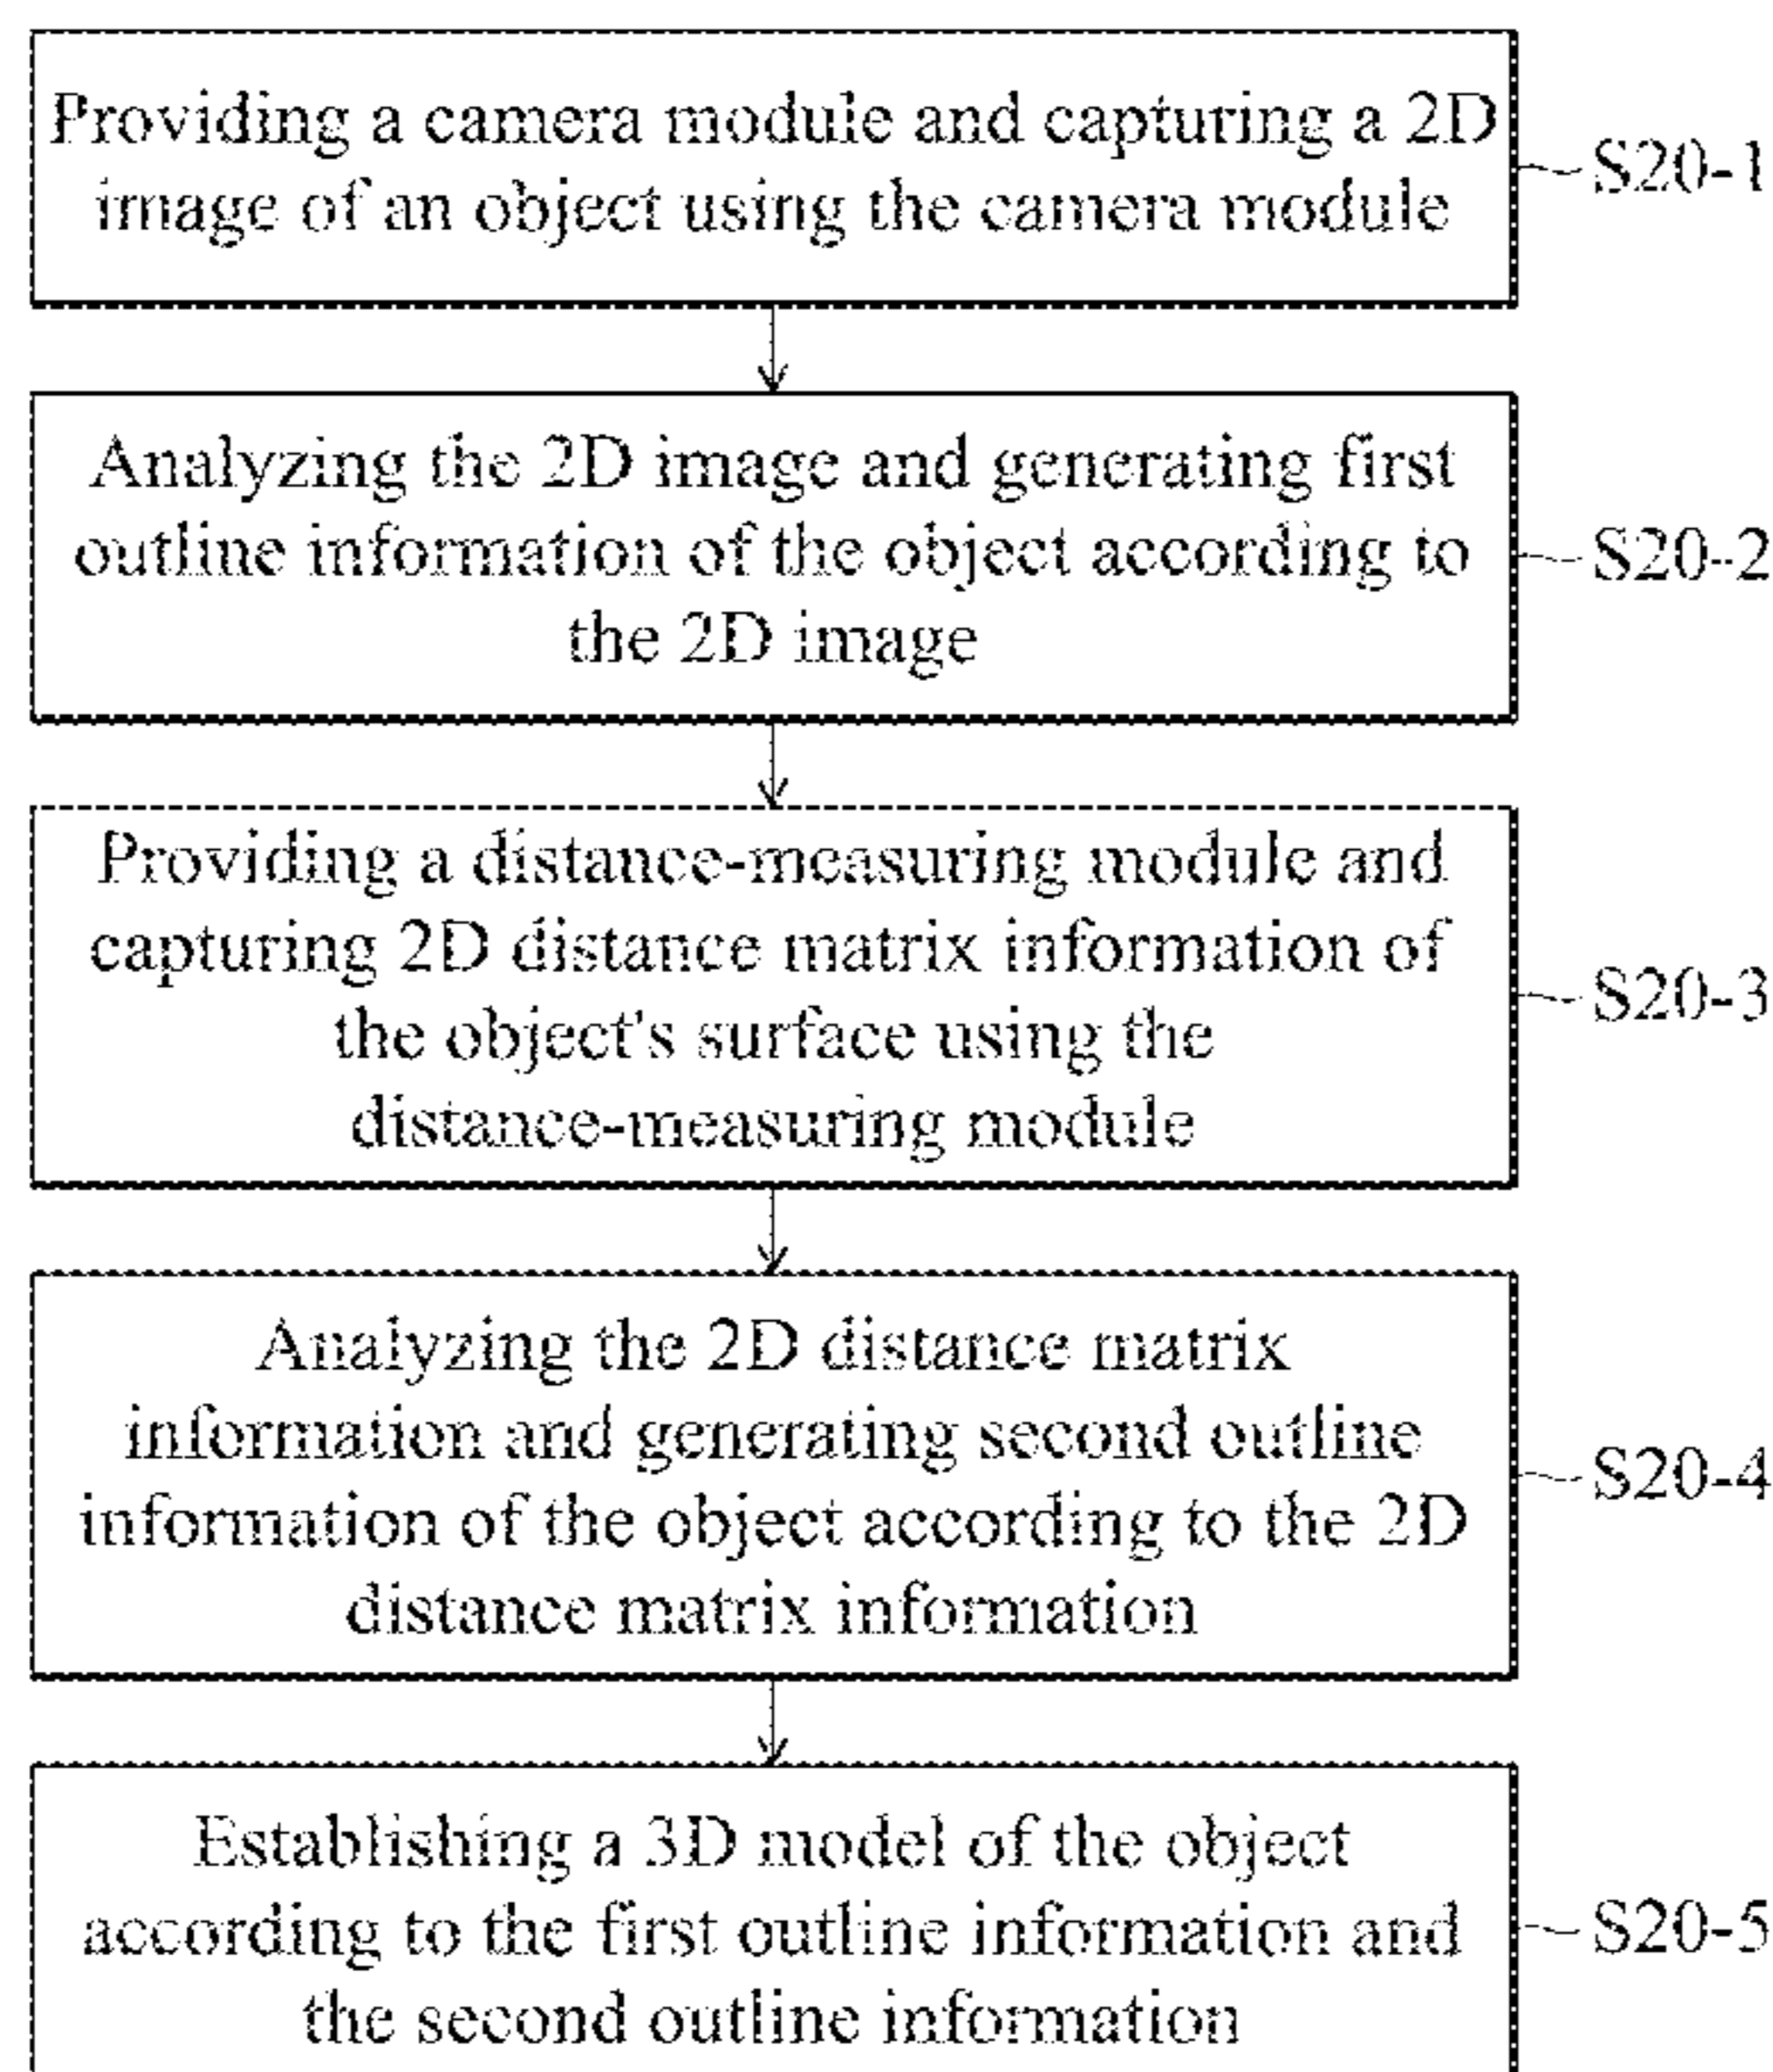 Providing a camera module and capturing a 2D
image of an object using the camera module
S20-1
Analyzing the 2D image and generating first
outline information of the object according to
the 2D image
S20-2
Providing a distance-measuring module and
capturing 2D distance matrix information of
the object's surface using the
distance-measuring module
S20-3
Analyzing the 2D distance matrix
information and generating second outline
information of the object according to the 2D
distance matrix information
S20-4
Establishing a 3D model of the object
according to the first outline information and
the second outline information
S20-5